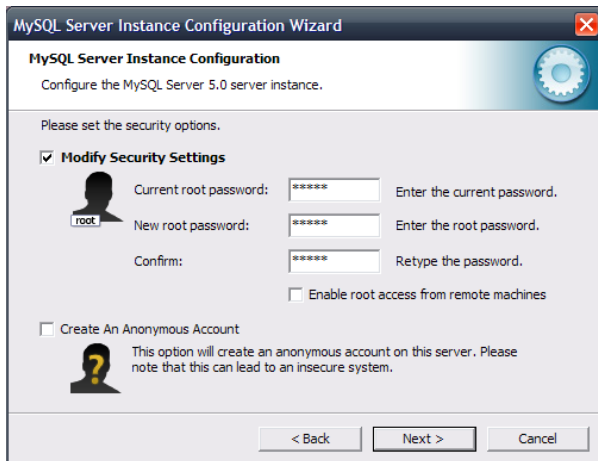 MySQL Server Instance Configuration Wizard
MySQL Server Instance Configuration
Configure the MySQL Server 5.0 server instance.
Please set the security options.
Modify Security Settings
root
Current root password: ***** Enter the current password.
New root password: ***** Enter the root password.
Confirm: ***** Retype the password.
Enable root access from remote machines
Create An Anonymous Account
This option will create an anonymous account on this server. Please
note that this can lead to an insecure system.
< Back Next > Cancel